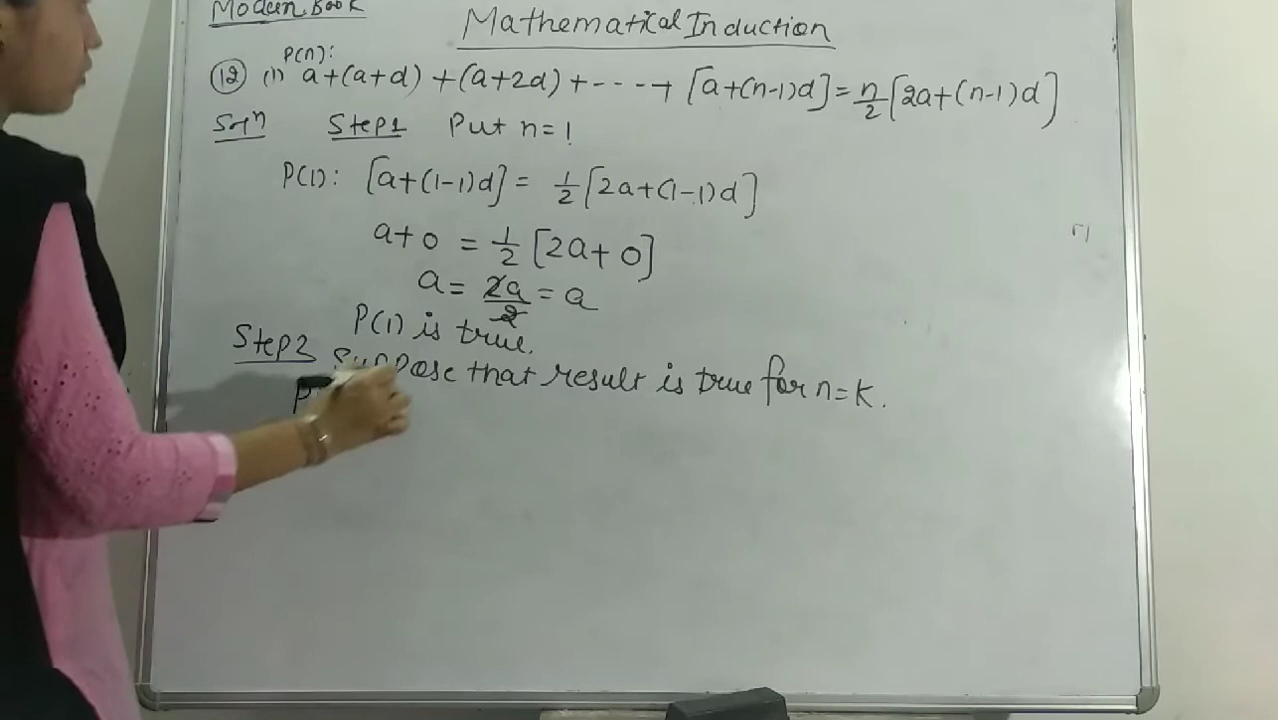 Modern Book
Mathematical Induction
P(n):
(12) (i) a+(a+d)+(a+2d)+----+[a+(n-1)d]=n/2[2a+(n-1)d]
Solⁿ Step1 Put n=1
P(1): [a+(1-1)d]= 1/2[2a+(1-1)d]
a+0 = 1/2[2a+0]
a= 2a/2 = a
P(1) is true.
Step2 Suppose that result is true for n=k.
P